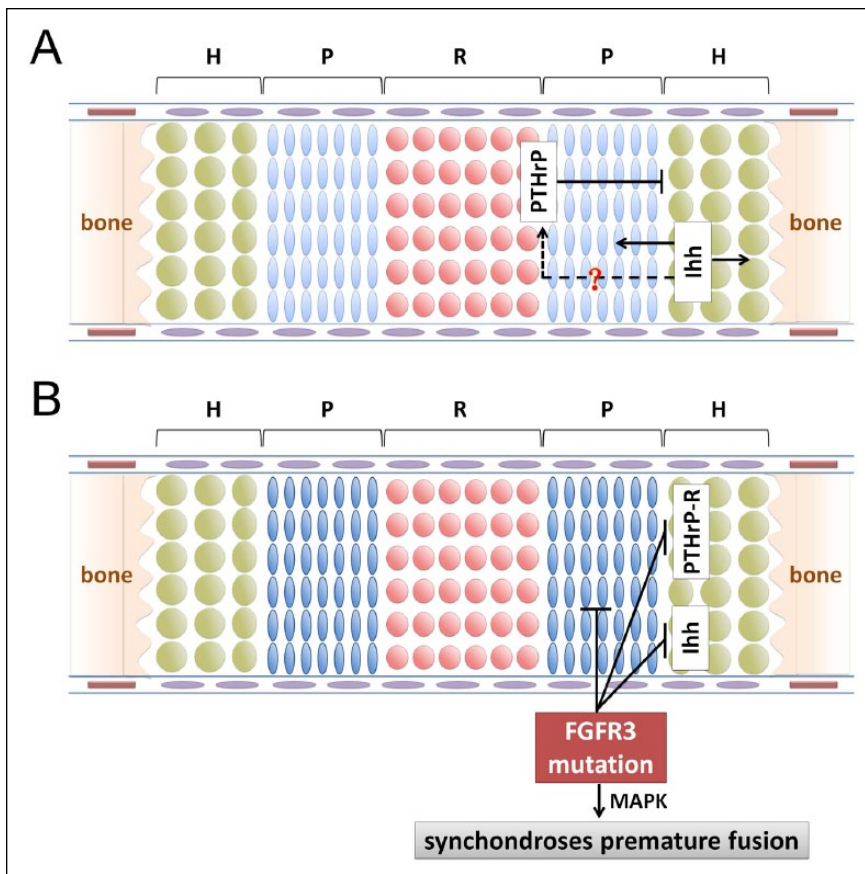 A
H P R P H
bone
PTHrP
Ihh
?
bone
B
H P R P H
bone
PTHrP-R
Ihh
bone
FGFR3
mutation
MAPK
synchondroses premature fusion